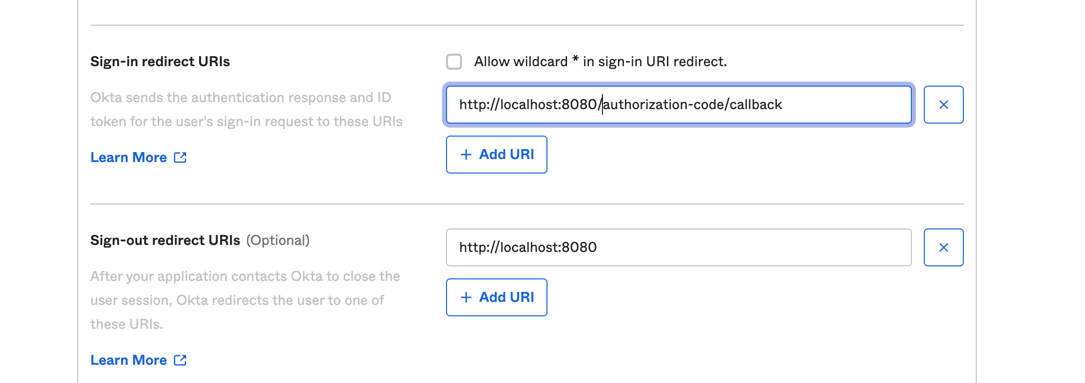 Sign-in redirect URIs
Allow wildcard * in sign-in URI redirect.
Okta sends the authentication response and ID
token for the user's sign-in request to these URIs
http://localhost:8080/authorization-code/callback
Learn More
+ Add URI
Sign-out redirect URIs (Optional)
http://localhost:8080
After your application contacts Okta to close the
user session, Okta redirects the user to one of
these URIs.
+ Add URI
Learn More